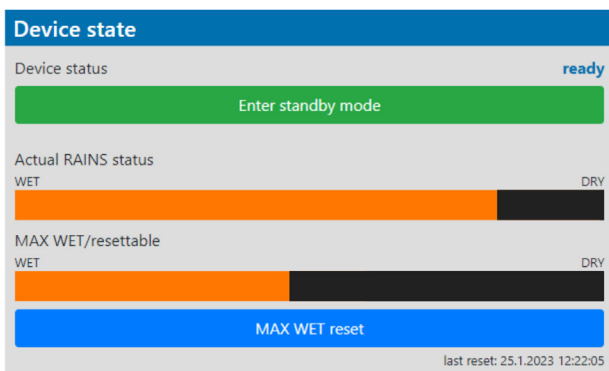 Device state
Device status ready
Enter standby mode
Actual RAINS status
WET DRY
MAX WET/resettable
WET DRY
MAX WET reset
last reset: 25.1.2023 12:22:05